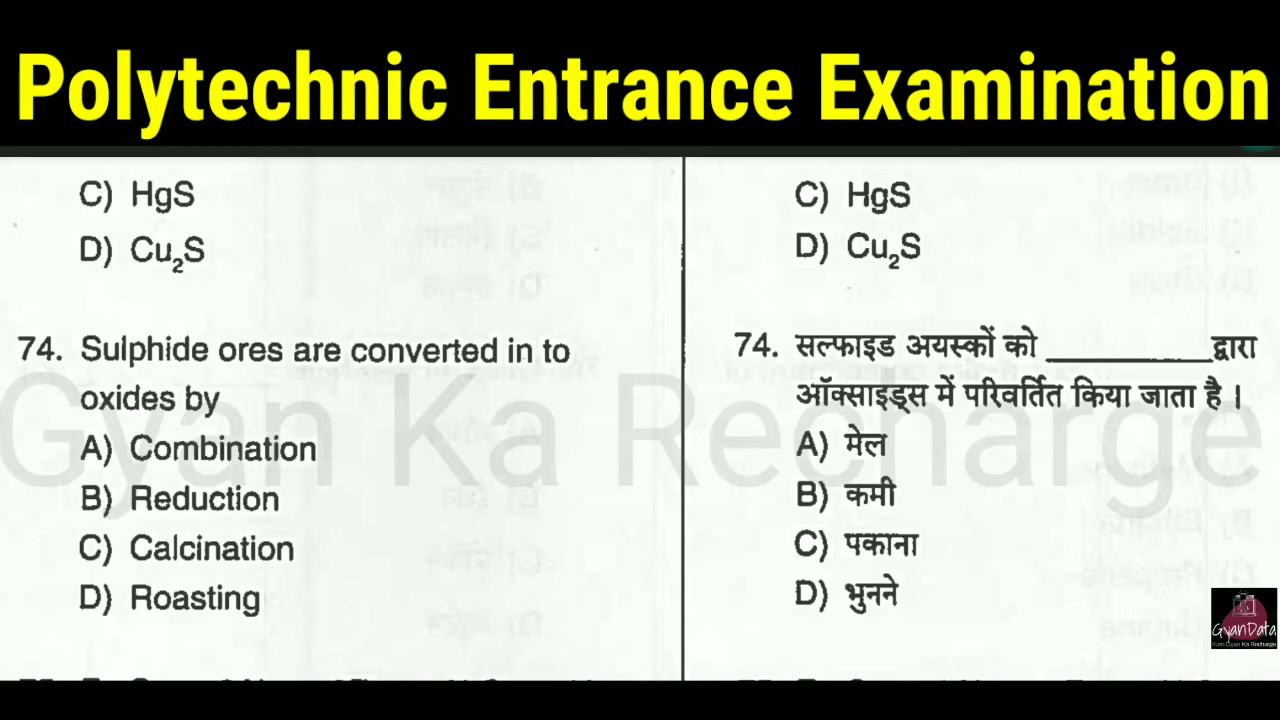 Polytechnic Entrance Examination
C) HgS
D) Cu₂S
74. Sulphide ores are converted in to
oxides by
A) Combination
B) Reduction
C) Calcination
D) Roasting
C) HgS
D) Cu₂S
74. सल्फाइड अयस्कों को ____________ द्वारा
ऑक्साइड्स में परिवर्तित किया जाता है ।
A) मेल
B) कमी
C) पकाना
D) भुनने
Gyan Ka Recharge
GyanData